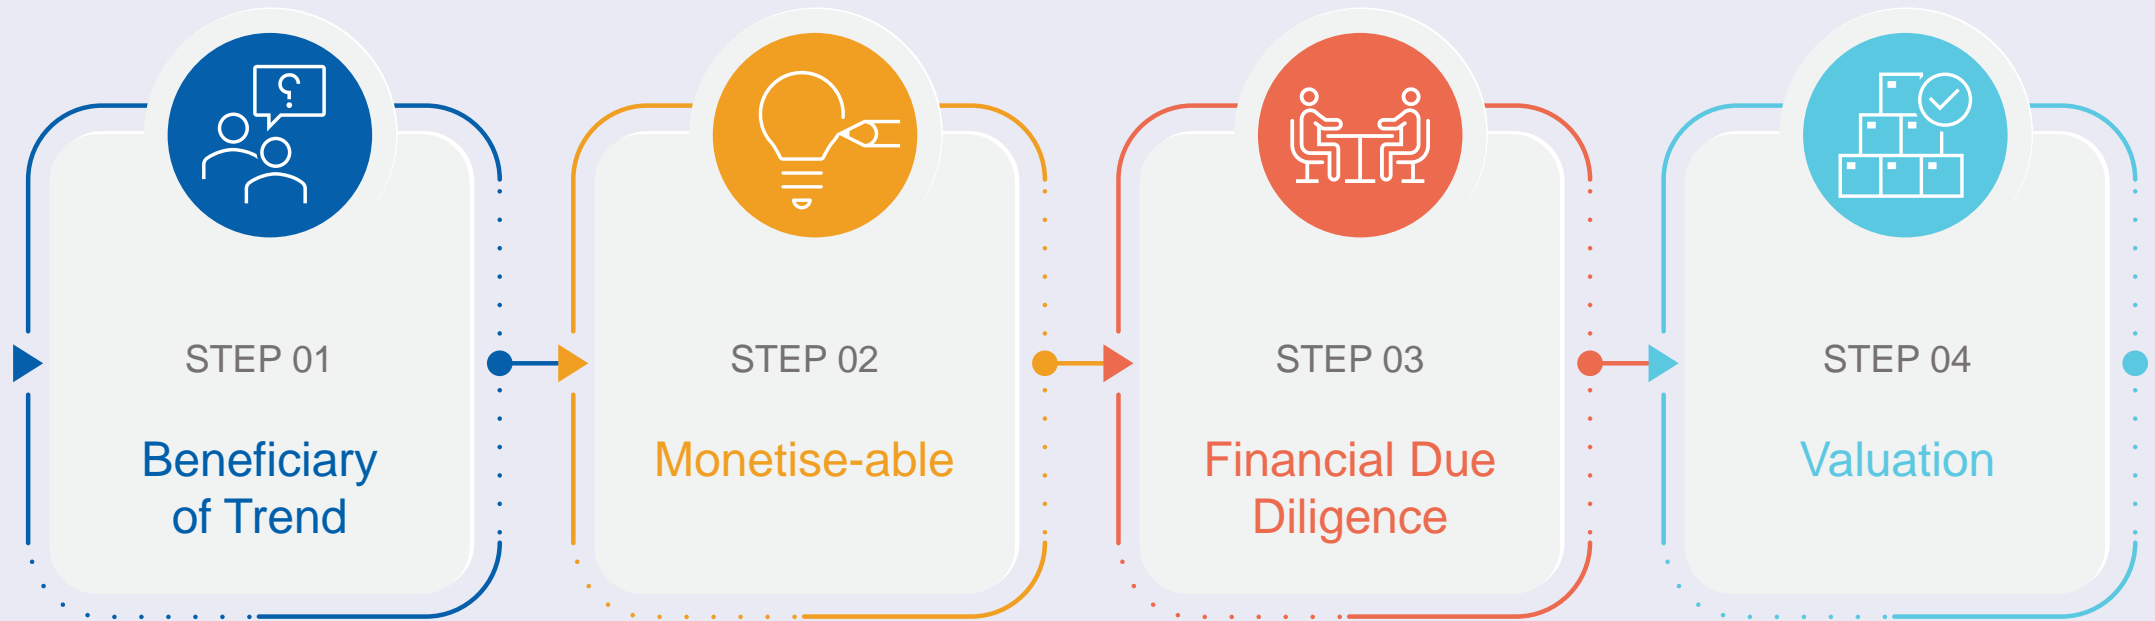 STEP 01
Beneficiary
of Trend
STEP 02
Monetise-able
STEP 03
Financial Due
Diligence
STEP 04
Valuation